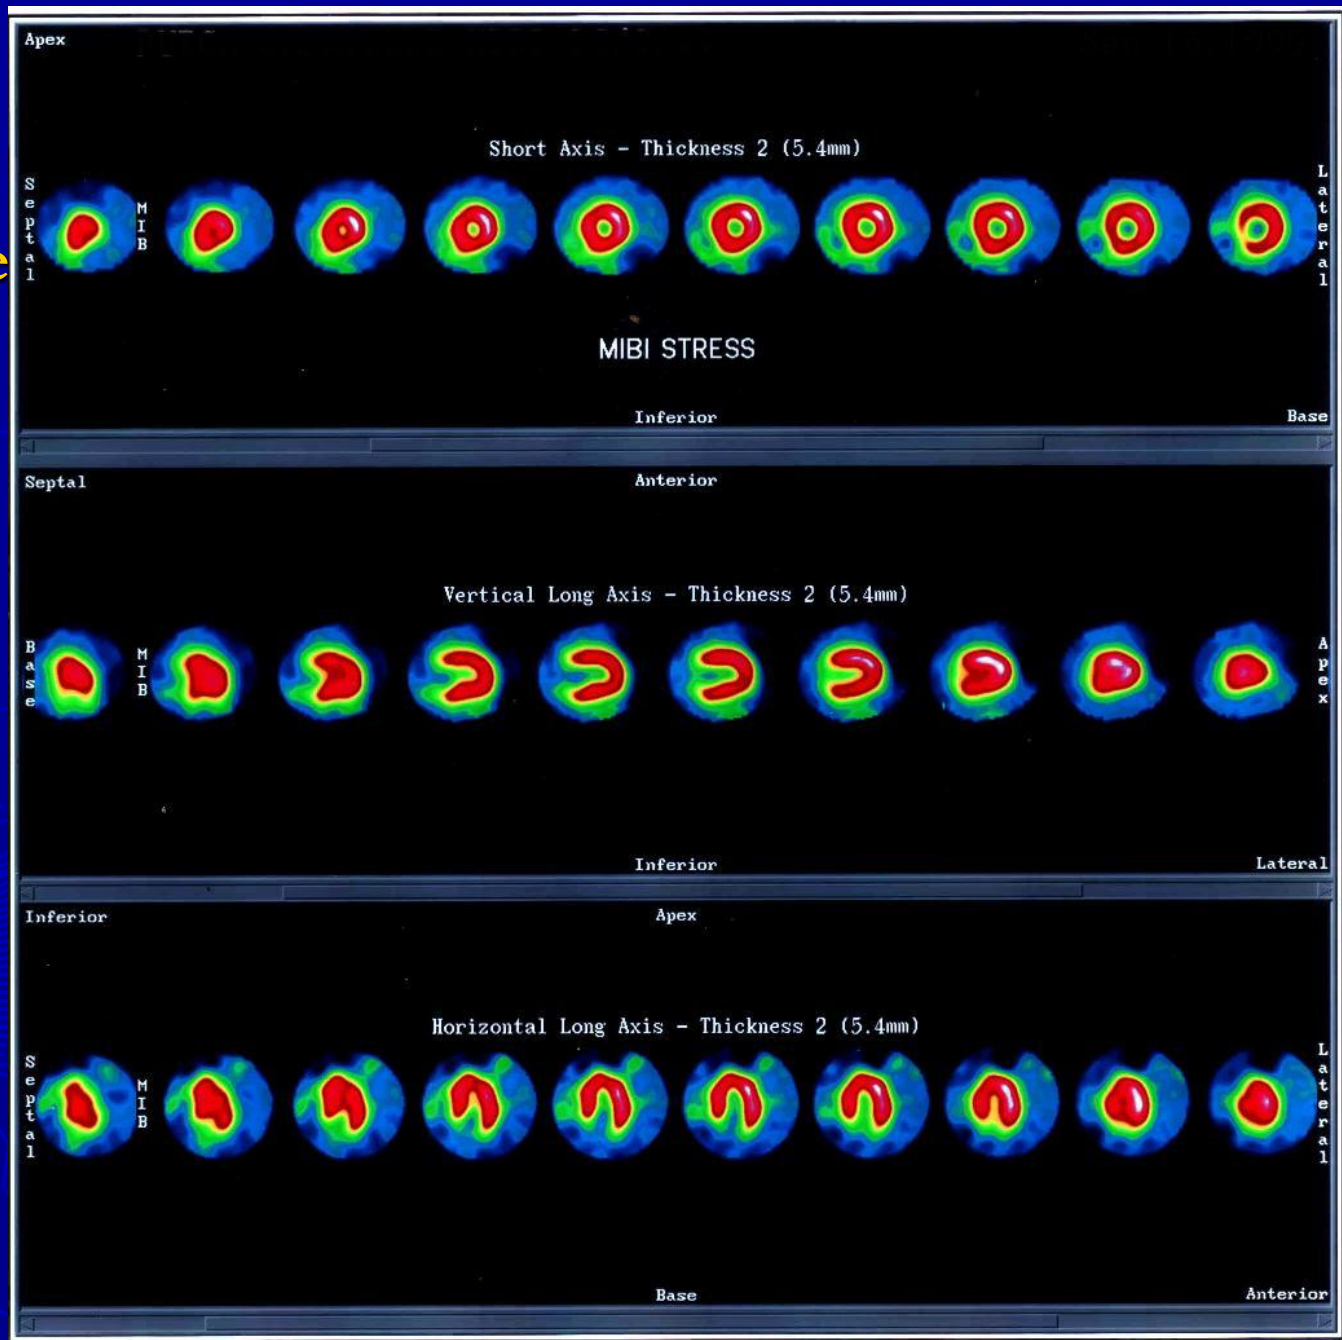 Apex
Short Axis - Thickness 2 (5.4mm)
Septal
MIB
Lateral
e
MIBI STRESS
Inferior
Base
Septal
Anterior
Vertical Long Axis - Thickness 2 (5.4mm)
Base
MIB
Apex
Inferior
Lateral
Inferior
Apex
Horizontal Long Axis - Thickness 2 (5.4mm)
Septal
MIB
Lateral
Base
Anterior